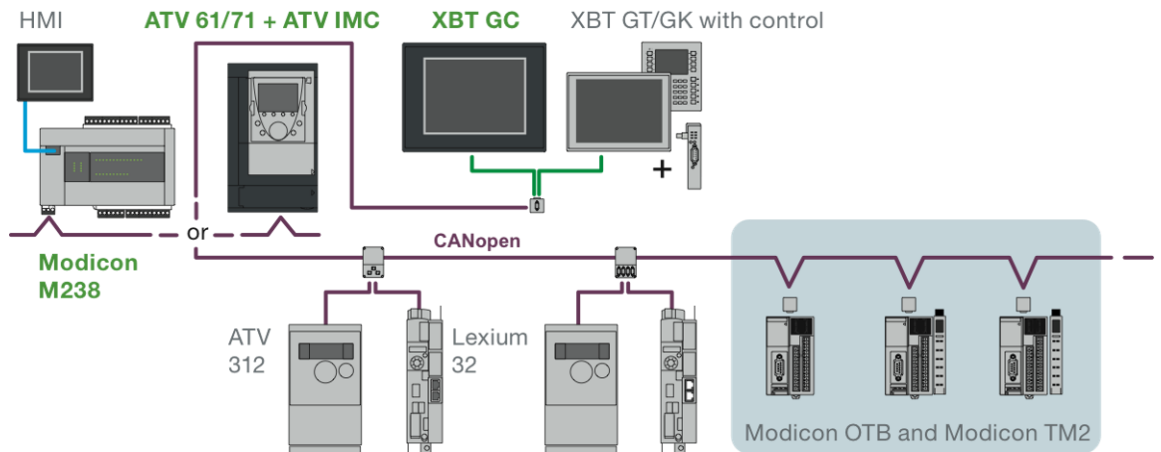 HMI
ATV 61/71 + ATV IMC
XBT GC
XBT GT/GK with control
+
or
CANopen
Modicon
M238
ATV
312
Lexium
32
Modicon OTB and Modicon TM2